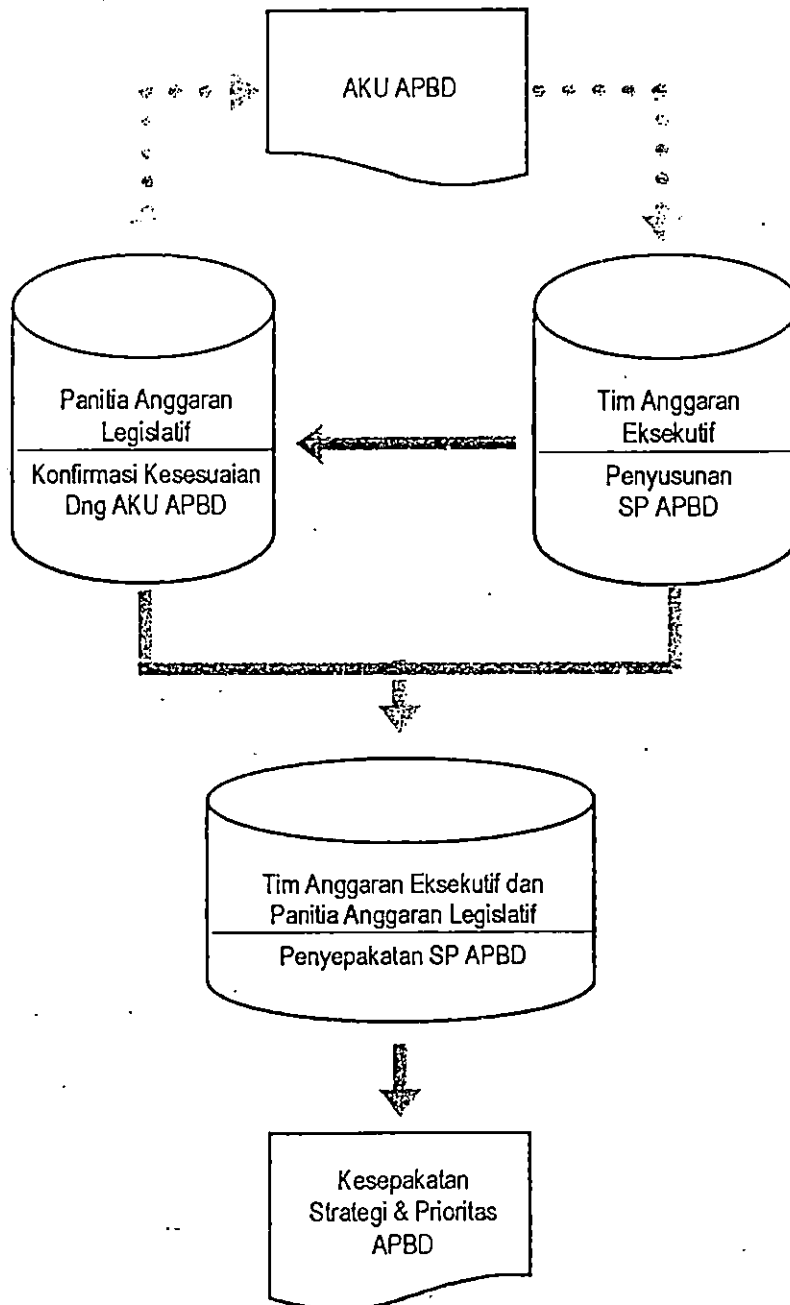 AKU APBD
Panitia Anggaran
Legislatif
Konfirmasi Kesesuaian
Dng AKU APBD
Tim Anggaran
Eksekutif
Penyusunan
SP APBD
Tim Anggaran Eksekutif dan
Panitia Anggaran Legislatif
Penyepakatan SP APBD
Kesepakatan
Strategi & Prioritas
APBD